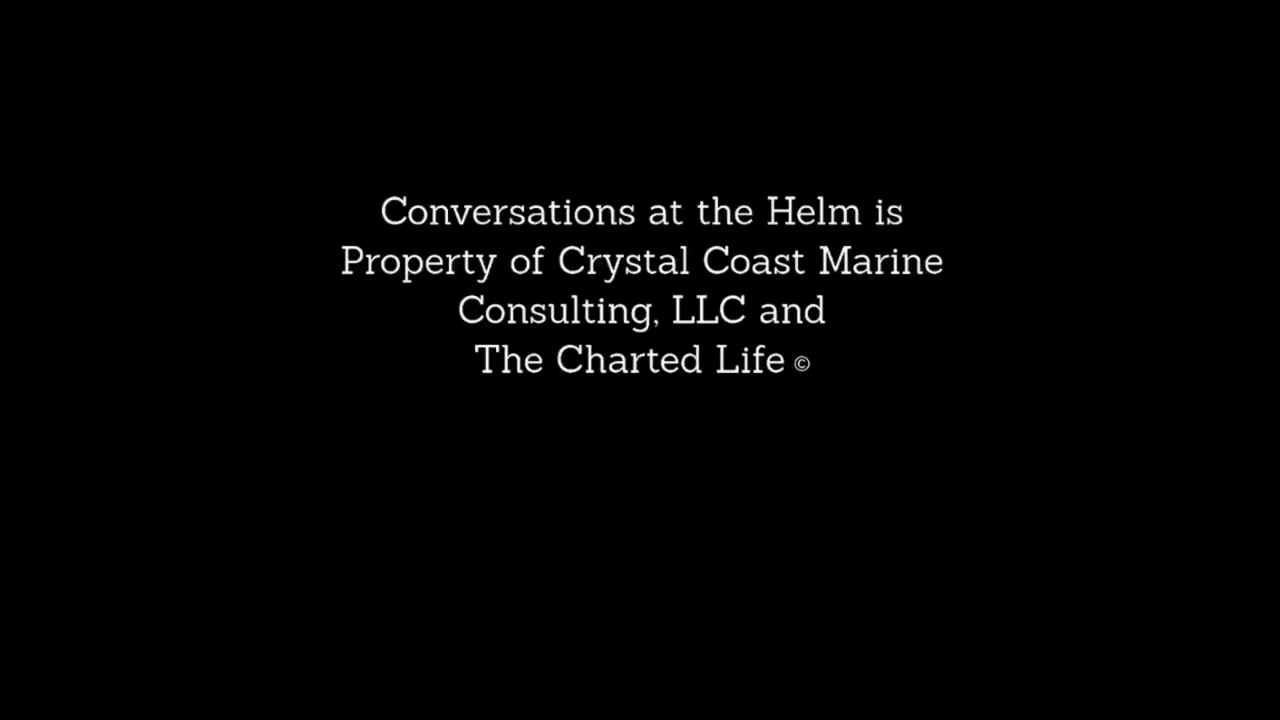 Conversations at the Helm is
Property of Crystal Coast Marine
Consulting, LLC and
The Charted Life ©